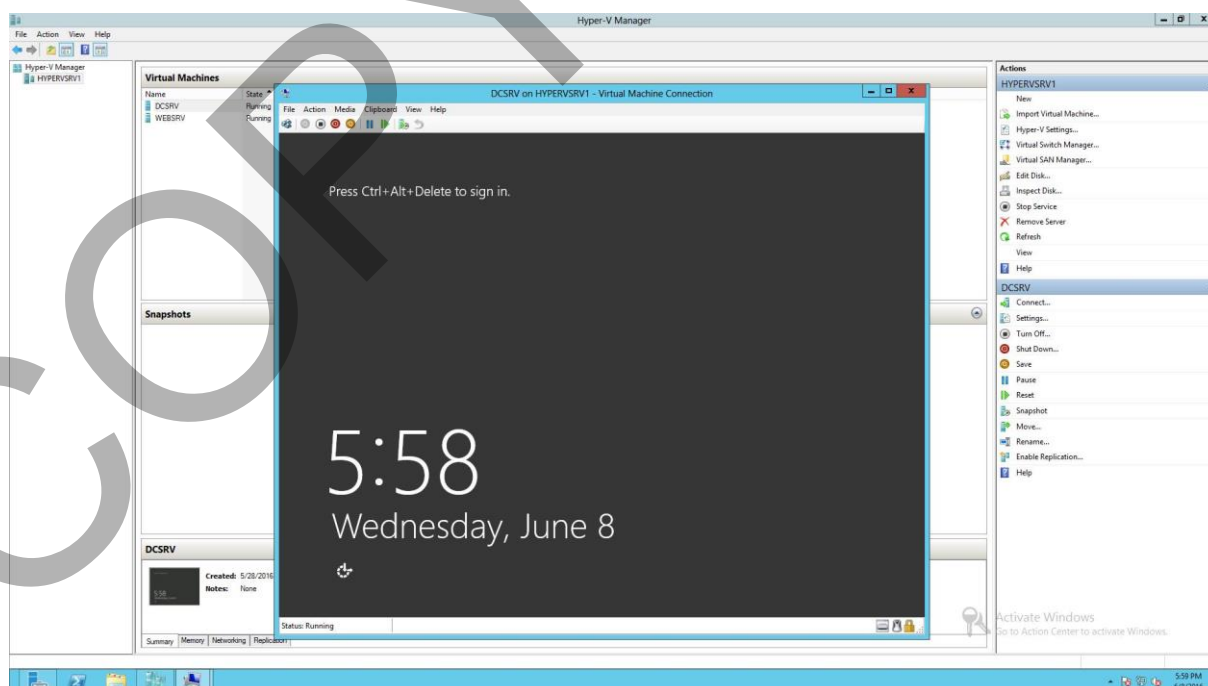 Hyper-V Manager
File Action View Help
Hyper-V Manager
HYPERVSRV1
Virtual Machines
Name State
DCSRV Running
WEBSRV Running
Snapshots
DCSRV
5:58
Created: 5/28/2016
Notes: None
Summary Memory Networking Replication
DCSRV on HYPERVSRV1 - Virtual Machine Connection
File Action Media Clipboard View Help
Press Ctrl+Alt+Delete to sign in.
5:58
Wednesday, June 8
Status: Running
Actions
HYPERVSRV1
New
Import Virtual Machine...
Hyper-V Settings...
Virtual Switch Manager...
Virtual SAN Manager...
Edit Disk...
Inspect Disk...
Stop Service
Remove Server
Refresh
View
Help
DCSRV
Connect...
Settings...
Turn Off...
Shut Down...
Save
Pause
Reset
Snapshot
Move...
Rename...
Enable Replication...
Help
Activate Windows
Go to Action Center to activate Windows.
5:59 PM
COPY